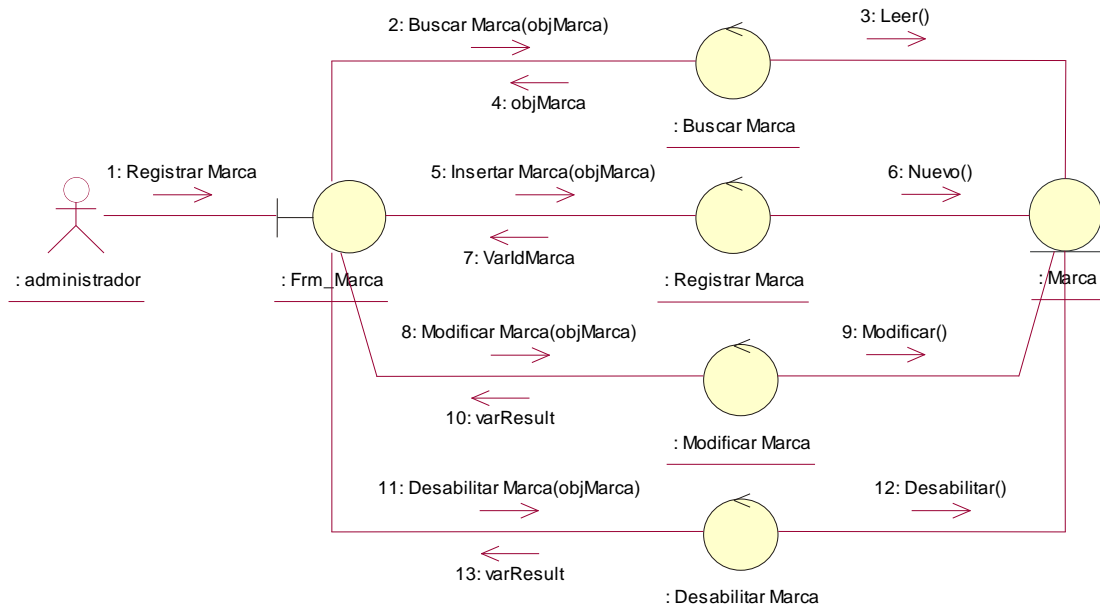 2: Buscar Marca(objMarca)
3: Leer()
4: objMarca
: Buscar Marca
1: Registrar Marca
5: Insertar Marca(objMarca)
6: Nuevo()
7: VarIdMarca
: administrador
: Frm_Marca
: Registrar Marca
: Marca
8: Modificar Marca(objMarca)
9: Modificar()
10: varResult
: Modificar Marca
11: Desabilitar Marca(objMarca)
12: Desabilitar()
13: varResult
: Desabilitar Marca